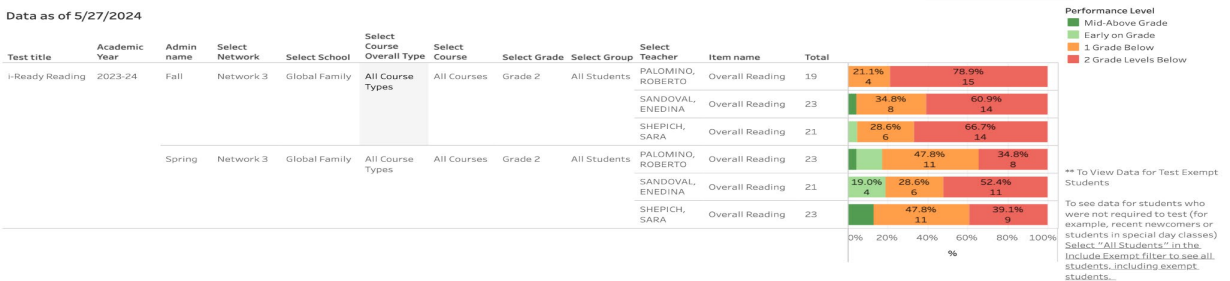 Data as of 5/27/2024
Test title Academic Year Admin name Select Network Select School Select Course Overall Type Select Course Select Grade Select Group Select Teacher Item name Total
i-Ready Reading 2023-24 Fall Network 3 Global Family All Course Types All Courses Grade 2 All Students PALOMINO, ROBERTO Overall Reading 19 21.1% 4 78.9% 15
SANDOVAL, ENEDINA Overall Reading 23 34.8% 8 60.9% 14
SHEPICH, SARA Overall Reading 21 28.6% 6 66.7% 14
Spring Network 3 Global Family All Course Types All Courses Grade 2 All Students PALOMINO, ROBERTO Overall Reading 23 47.8% 11 34.8% 8
SANDOVAL, ENEDINA Overall Reading 21 19.0% 4 28.6% 6 52.4% 11
SHEPICH, SARA Overall Reading 23 47.8% 11 39.1% 9
0% 20% 40% 60% 80% 100%
%
Performance Level
Mid-Above Grade
Early on Grade
1 Grade Below
2 Grade Levels Below
** To View Data for Test Exempt
Students
To see data for students who
were not required to test (for
example, recent newcomers or
students in special day classes)
Select "All Students" in the
Include Exempt filter to see all
students, including exempt
students.